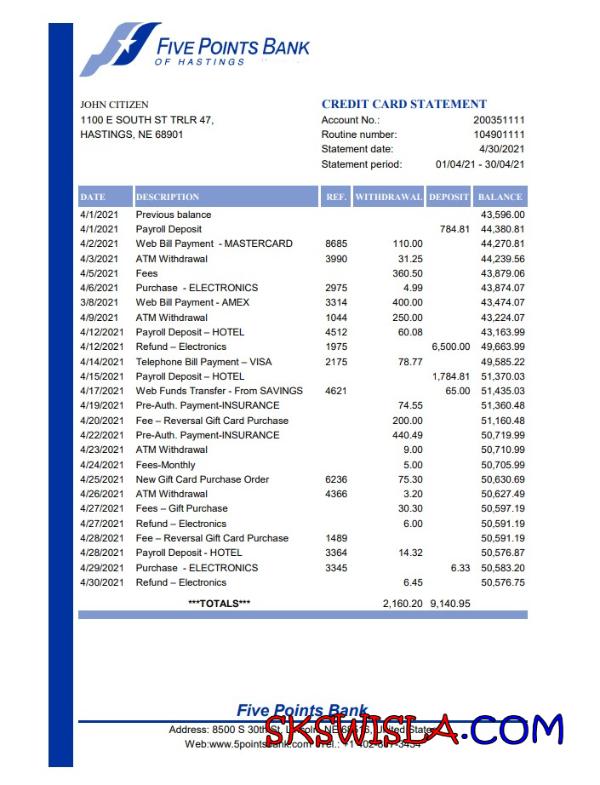 FIVE POINTS BANK
OF HASTINGS
JOHN CITIZEN
1100 E SOUTH ST TRLR 47,
HASTINGS, NE 68901
CREDIT CARD STATEMENT
Account No.: 200351111
Routine number: 104901111
Statement date: 4/30/2021
Statement period: 01/04/21 - 30/04/21
DATE DESCRIPTION REF. WITHDRAWAL DEPOSIT BALANCE
4/1/2021 Previous balance 43,596.00
4/1/2021 Payroll Deposit 784.81 44,380.81
4/2/2021 Web Bill Payment - MASTERCARD 8685 110.00 44,270.81
4/3/2021 ATM Withdrawal 3990 31.25 44,239.56
4/5/2021 Fees 360.50 43,879.06
4/6/2021 Purchase - ELECTRONICS 2975 4.99 43,874.07
3/8/2021 Web Bill Payment - AMEX 3314 400.00 43,474.07
4/9/2021 ATM Withdrawal 1044 250.00 43,224.07
4/12/2021 Payroll Deposit – HOTEL 4512 60.08 43,163.99
4/12/2021 Refund – Electronics 1975 6,500.00 49,663.99
4/14/2021 Telephone Bill Payment – VISA 2175 78.77 49,585.22
4/15/2021 Payroll Deposit – HOTEL 1,784.81 51,370.03
4/17/2021 Web Funds Transfer - From SAVINGS 4621 65.00 51,435.03
4/19/2021 Pre-Auth. Payment-INSURANCE 74.55 51,360.48
4/20/2021 Fee – Reversal Gift Card Purchase 200.00 51,160.48
4/22/2021 Pre-Auth. Payment-INSURANCE 440.49 50,719.99
4/23/2021 ATM Withdrawal 9.00 50,710.99
4/24/2021 Fees-Monthly 5.00 50,705.99
4/25/2021 New Gift Card Purchase Order 6236 75.30 50,630.69
4/26/2021 ATM Withdrawal 4366 3.20 50,627.49
4/27/2021 Fees – Gift Purchase 30.30 50,597.19
4/27/2021 Refund – Electronics 6.00 50,591.19
4/28/2021 Fee – Reversal Gift Card Purchase 1489 50,591.19
4/28/2021 Payroll Deposit - HOTEL 3364 14.32 50,576.87
4/29/2021 Purchase - ELECTRONICS 3345 6.33 50,583.20
4/30/2021 Refund – Electronics 6.45 50,576.75
***TOTALS*** 2,160.20 9,140.95
Five Points Bank
Address: 8500 S 30th St, NE United States
SKSWISLA.COM
Web:www.5pointsbank.com Tel.: